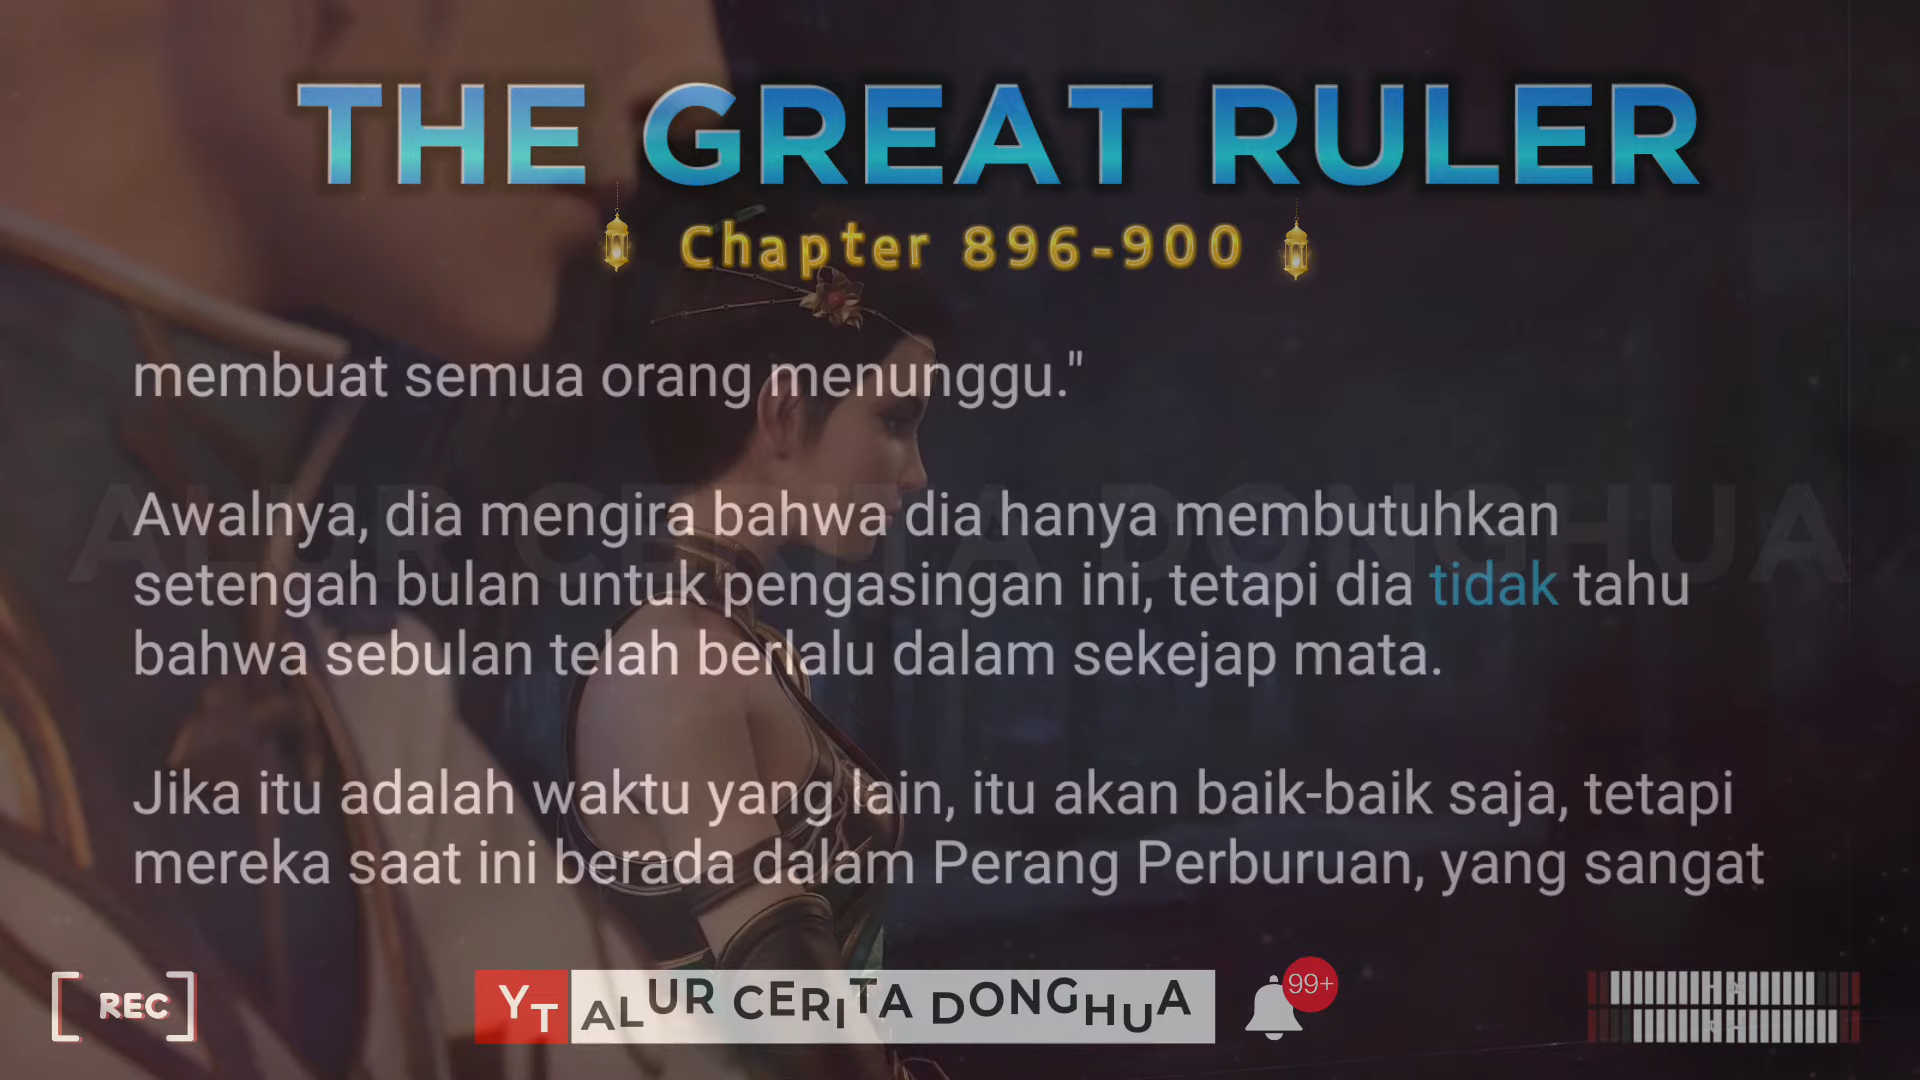 THE GREAT RULER
Chapter 896-900
membuat semua orang menunggu."
Awalnya, dia mengira bahwa dia hanya membutuhkan
setengah bulan untuk pengasingan ini, tetapi dia tidak tahu
bahwa sebulan telah berlalu dalam sekejap mata.
Jika itu adalah waktu yang lain, itu akan baik-baik saja, tetapi
mereka saat ini berada dalam Perang Perburuan, yang sangat
ALUR CERITA DONGHUA
REC
YT ALUR CERITA DONGHUA
99+